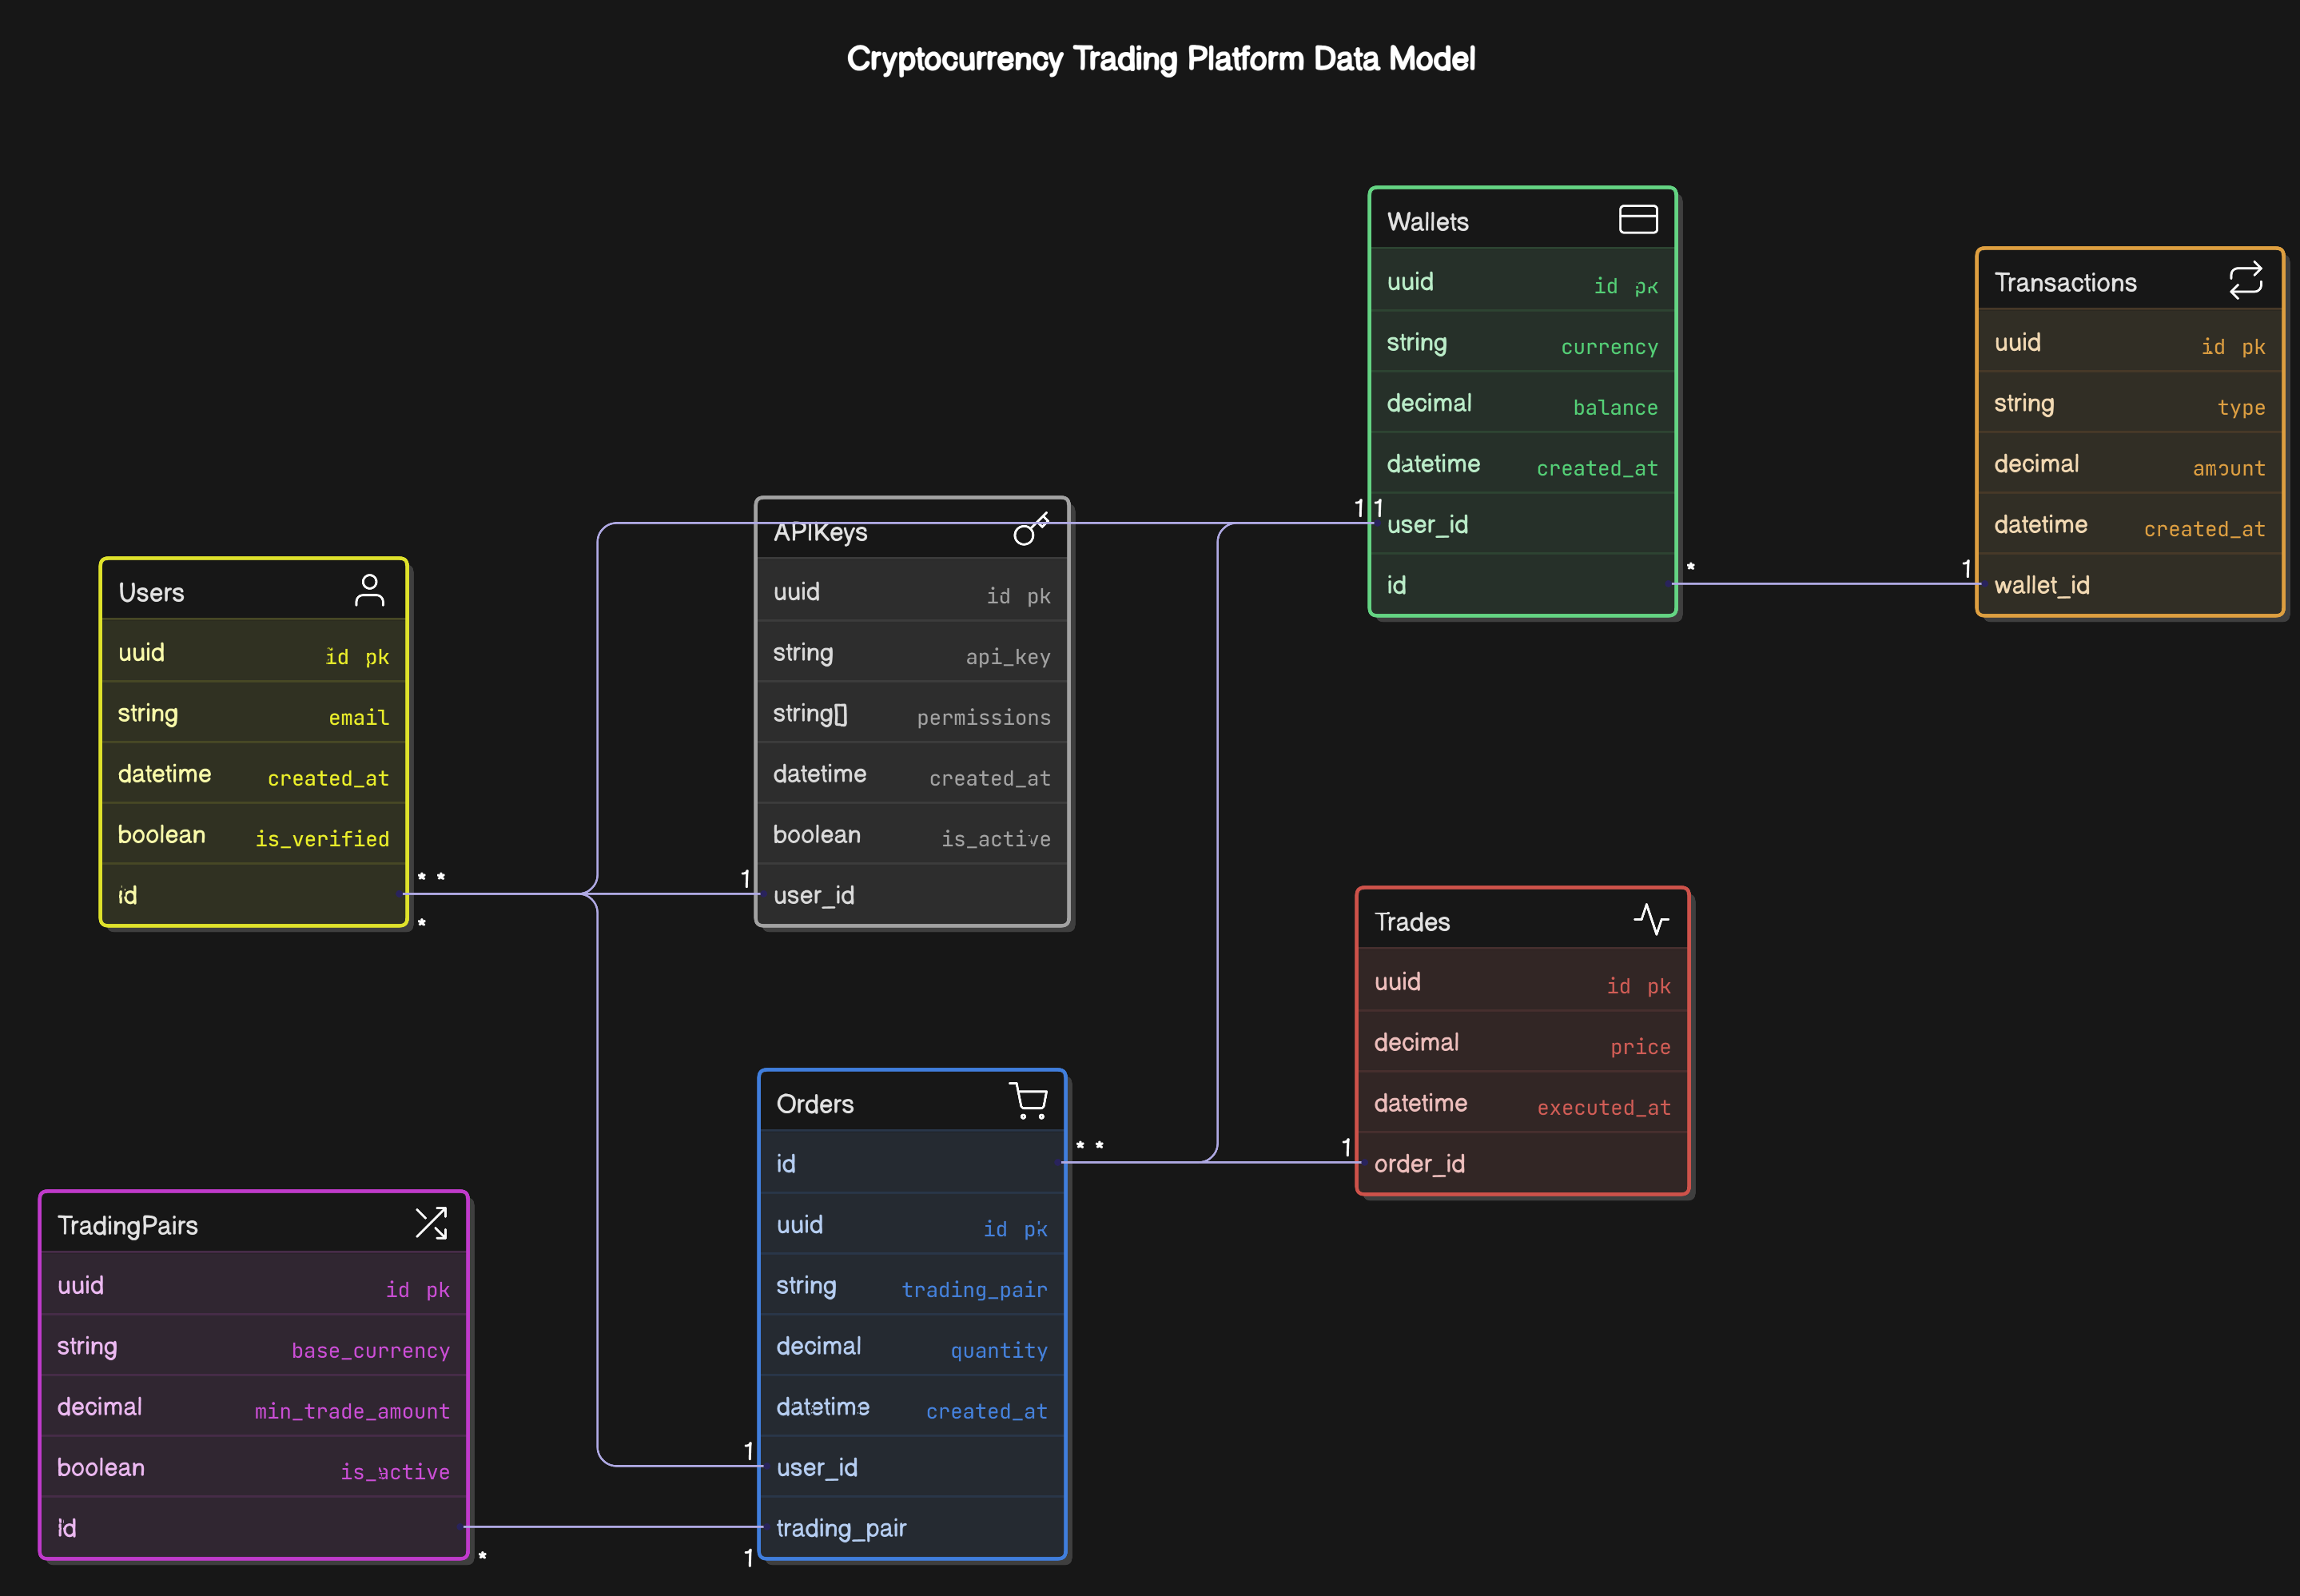 Cryptocurrency Trading Platform Data Model
Wallets
uuid id pk
string currency
decimal balance
datetime created_at
1 1
user_id
id
*
1
Transactions
uuid id pk
string type
decimal amount
datetime created_at
wallet_id
APIKeys
uuid id pk
string api_key
string[] permissions
datetime created_at
boolean is_active
1
user_id
Users
uuid id pk
string email
datetime created_at
boolean is_verified
id
* *
*
Trades
uuid id pk
decimal price
datetime executed_at
1
order_id
Orders
id
* *
uuid id pk
string trading_pair
decimal quantity
datetime created_at
1
user_id
trading_pair
1
TradingPairs
uuid id pk
string base_currency
decimal min_trade_amount
boolean is_active
id
*